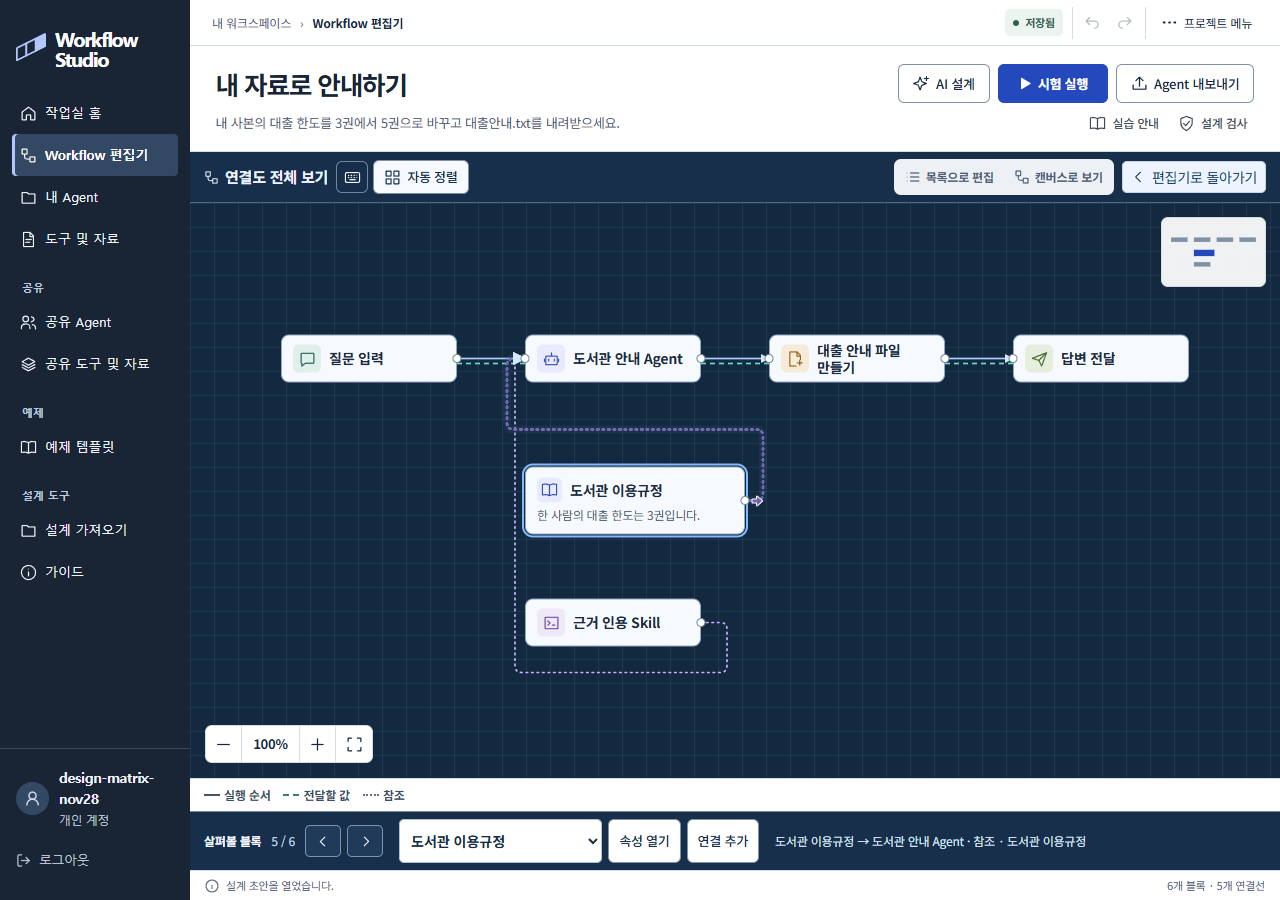 Workflow
Studio
작업실 홈
Workflow 편집기
내 Agent
도구 및 자료
공유
공유 Agent
공유 도구 및 자료
예제
예제 템플릿
설계 도구
설계 가져오기
가이드
design-matrix-
nov28
개인 계정
로그아웃
내 워크스페이스 › Workflow 편집기
저장됨
프로젝트 메뉴
내 자료로 안내하기
AI 설계
시험 실행
Agent 내보내기
내 사본의 대출 한도를 3권에서 5권으로 바꾸고 대출안내.txt를 내려받으세요.
실습 안내
설계 검사
연결도 전체 보기
자동 정렬
목록으로 편집
캔버스로 보기
편집기로 돌아가기
질문 입력
도서관 안내 Agent
대출 안내 파일
만들기
답변 전달
도서관 이용규정
한 사람의 대출 한도는 3권입니다.
근거 인용 Skill
100%
실행 순서
전달할 값
참조
살펴볼 블록 5 / 6
도서관 이용규정
속성 열기
연결 추가
도서관 이용규정 → 도서관 안내 Agent · 참조 · 도서관 이용규정
설계 초안을 열었습니다.
6개 블록 · 5개 연결선